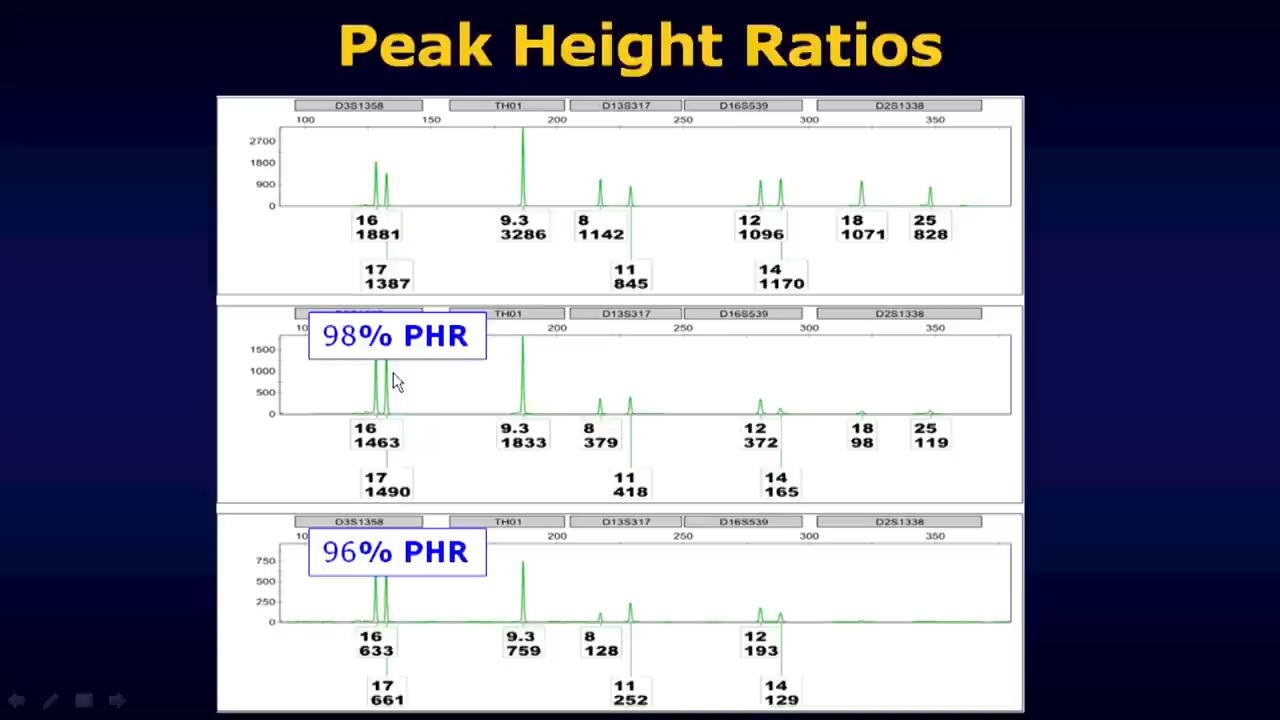 Peak Height Ratios
D3S1358 TH01 D13S317 D16S539 D2S1338
100 150 200 250 300 350
2700
1800
900
0
16 9.3 8 12 18 25
1881 3286 1142 1096 1071 828
17 11 14
1387 845 1170
TH01 D13S317 D16S539 D2S1338
200 250 300 350
98% PHR
1500
1000
500
0
16 9.3 8 12 18 25
1463 1833 379 372 98 119
17 11 14
1490 418 165
D3S1358 TH01 D13S317 D16S539 D2S1338
200 250 300 350
96% PHR
750
500
250
0
16 9.3 8 12
633 759 128 193
17 11 14
661 252 129